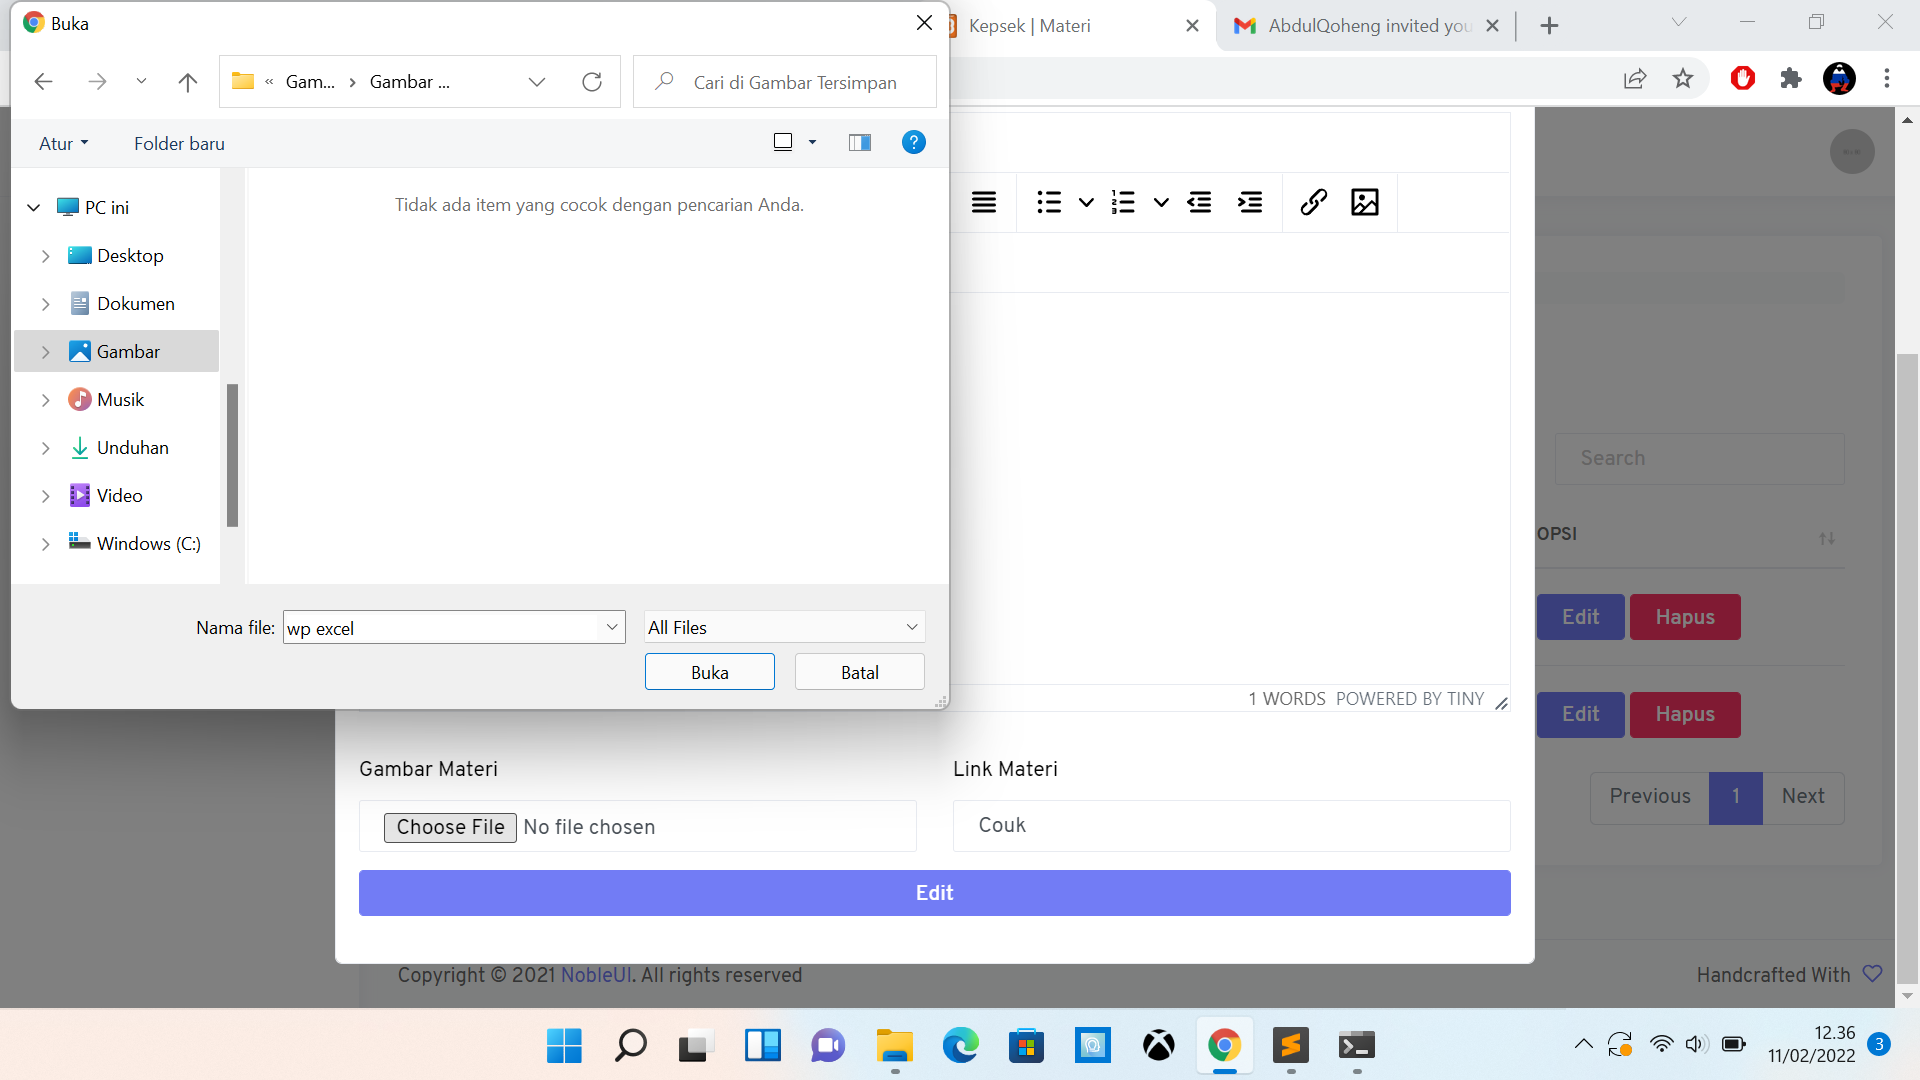 Buka
Kepsek | Materi
AbdulQoheng invited you
« Gam... › Gambar ...
Cari di Gambar Tersimpan
Atur
Folder baru
PC ini
Tidak ada item yang cocok dengan pencarian Anda.
Desktop
Dokumen
Gambar
Musik
Unduhan
Video
Windows (C:)
Search
OPSI
Edit Hapus
Nama file: wp excel
All Files
Buka Batal
1 WORDS POWERED BY TINY
Edit Hapus
Gambar Materi
Link Materi
Previous 1 Next
Choose File No file chosen
Couk
Edit
Copyright © 2021 NobleUI. All rights reserved
Handcrafted With
12.36
11/02/2022
3